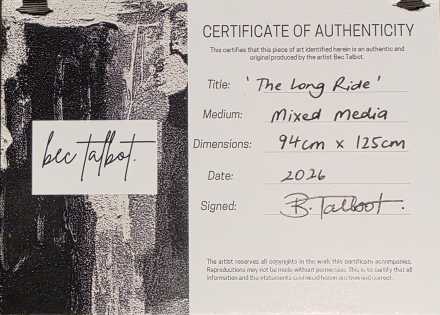 bec talbot.
CERTIFICATE OF AUTHENTICITY
This certifies that this piece of art identified herein is an authentic and
original produced by the artist Bec Talbot.
Title: 'The Long Ride'
Medium: Mixed Media
Dimensions: 94cm x 125cm
Date: 2026
Signed: B. Talbot.
The artist reserves all copyrights in the work this certificate accompanies.
Reproductions may not be made without permission. This is to certify that all
information and the statements contained herein are true and correct.